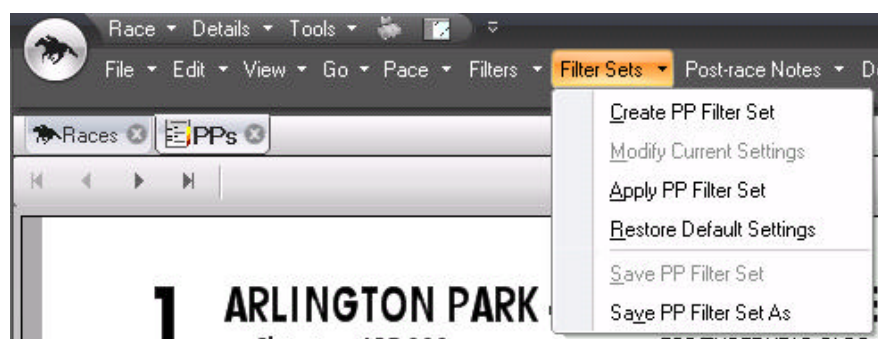 Race Details Tools
File Edit View Go Pace Filters Filter Sets Post-race Notes
Races PPs
Create PP Filter Set
Modify Current Settings
Apply PP Filter Set
Restore Default Settings
Save PP Filter Set
Save PP Filter Set As
1 ARLINGTON PARK